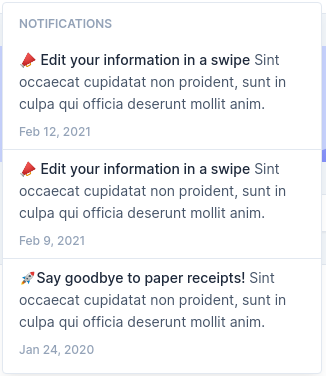 NOTIFICATIONS
📣 Edit your information in a swipe Sint
occaecat cupidatat non proident, sunt in
culpa qui officia deserunt mollit anim.
Feb 12, 2021
📣 Edit your information in a swipe Sint
occaecat cupidatat non proident, sunt in
culpa qui officia deserunt mollit anim.
Feb 9, 2021
🚀Say goodbye to paper receipts! Sint
occaecat cupidatat non proident, sunt in
culpa qui officia deserunt mollit anim.
Jan 24, 2020